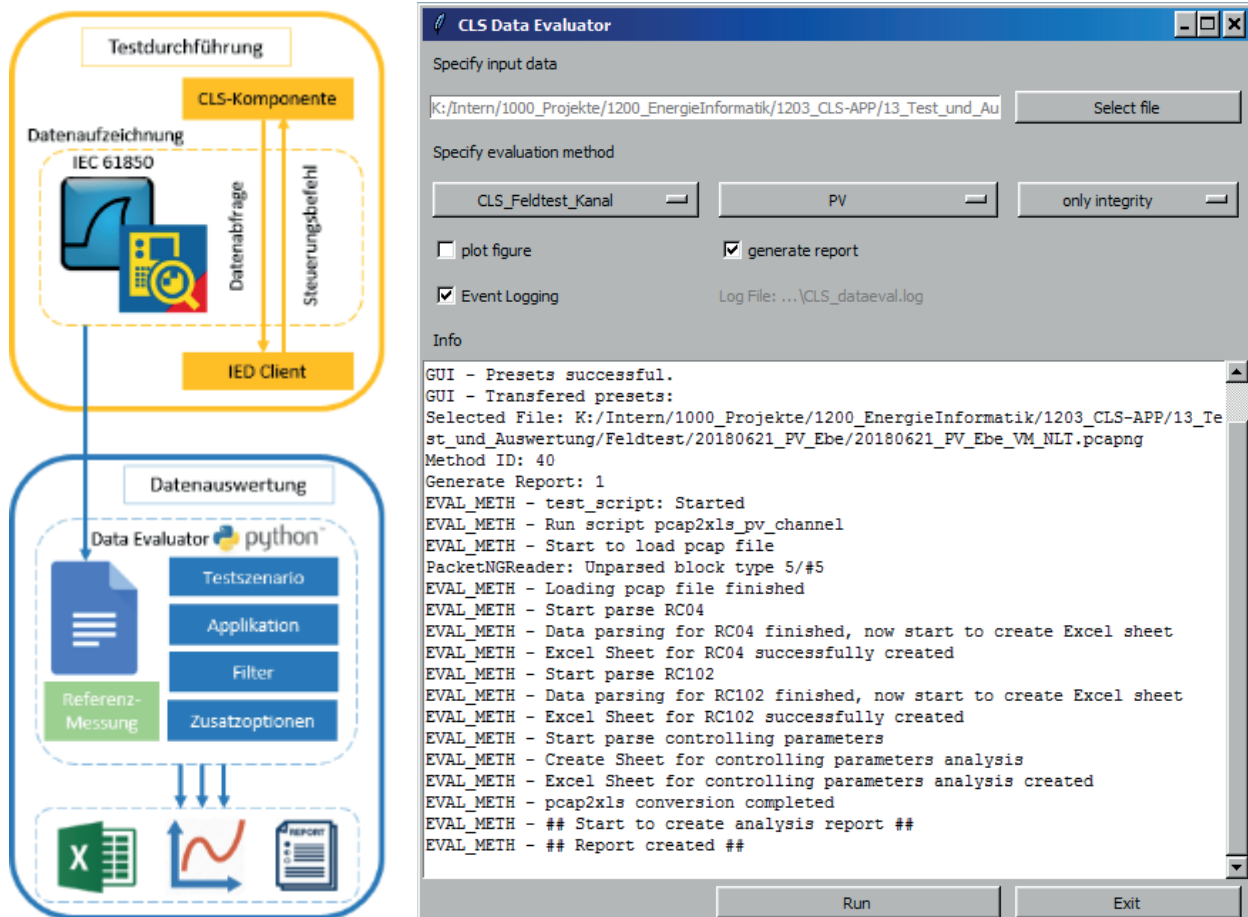 Testdurchführung
CLS-Komponente
Datenaufzeichnung
IEC 61850
Datenabfrage
Steuerungsbefehl
IED Client
Datenauswertung
Data Evaluator python™
Testszenario
Applikation
Filter
Zusatzoptionen
Referenz-
Messung
X
REPORT
CLS Data Evaluator
Specify input data
K:/Intern/1000_Projekte/1200_EnergieInformatik/1203_CLS-APP/13_Test_und_Au
Select file
Specify evaluation method
CLS_Feldtest_Kanal
PV
only integrity
plot figure
generate report
Event Logging
Log File: ...\CLS_dataeval.log
Info
GUI - Presets successful.
GUI - Transfered presets:
Selected File: K:/Intern/1000_Projekte/1200_EnergieInformatik/1203_CLS-APP/13_Te
st_und_Auswertung/Feldtest/20180621_PV_Ebe/20180621_PV_Ebe_VM_NLT.pcapng
Method ID: 40
Generate Report: 1
EVAL_METH - test_script: Started
EVAL_METH - Run script pcap2xls_pv_channel
EVAL_METH - Start to load pcap file
PacketNGReader: Unparsed block type 5/#5
EVAL_METH - Loading pcap file finished
EVAL_METH - Start parse RC04
EVAL_METH - Data parsing for RC04 finished, now start to create Excel sheet
EVAL_METH - Excel Sheet for RC04 successfully created
EVAL_METH - Start parse RC102
EVAL_METH - Data parsing for RC102 finished, now start to create Excel sheet
EVAL_METH - Excel Sheet for RC102 successfully created
EVAL_METH - Start parse controlling parameters
EVAL_METH - Create Sheet for controlling parameters analysis
EVAL_METH - Excel Sheet for controlling parameters analysis created
EVAL_METH - pcap2xls conversion completed
EVAL_METH - ## Start to create analysis report ##
EVAL_METH - ## Report created ##
Run
Exit